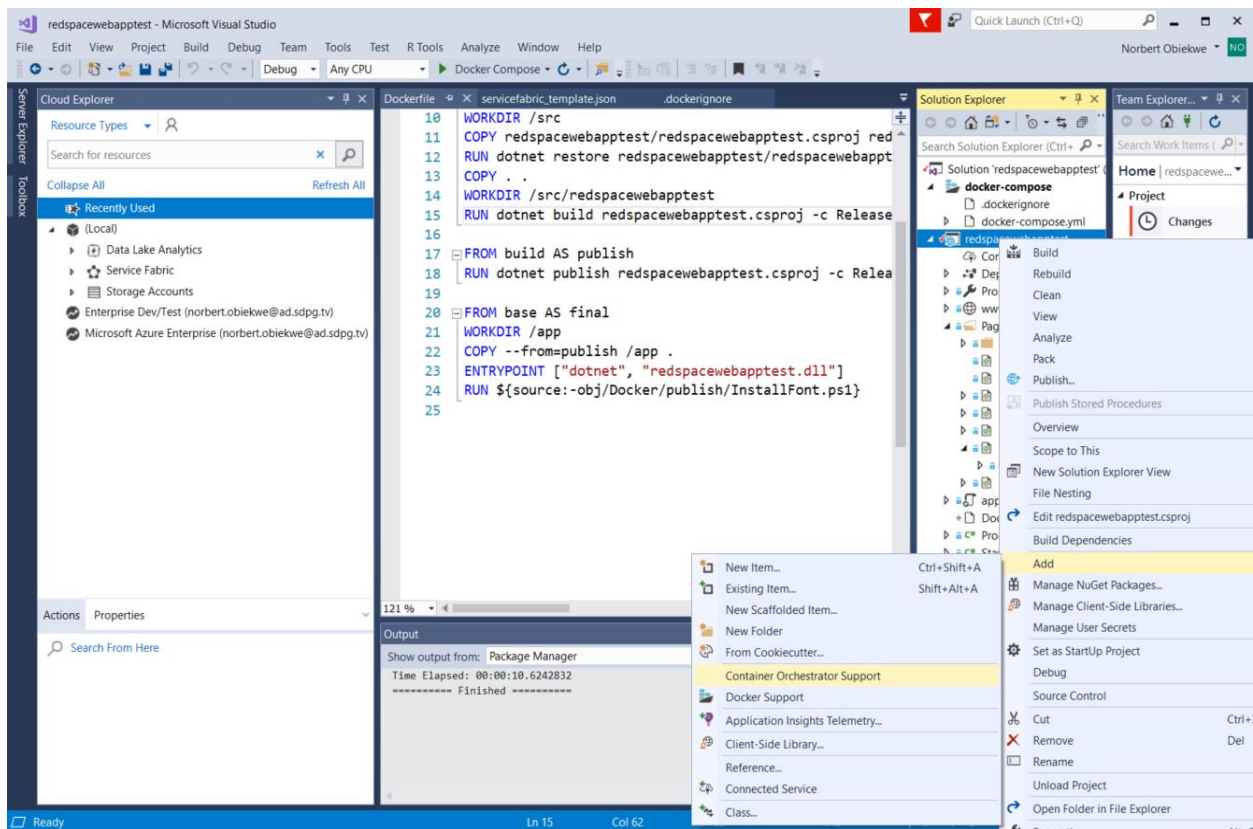 redspacewebapptest - Microsoft Visual Studio
Quick Launch (Ctrl+Q)
File Edit View Project Build Debug Team Tools Test R Tools Analyze Window Help
Norbert Obiekwe NO
Debug Any CPU Docker Compose
Server Explorer
Toolbox
Cloud Explorer
Resource Types
Search for resources
Collapse All Refresh All
Recently Used
(Local)
Data Lake Analytics
Service Fabric
Storage Accounts
Enterprise Dev/Test (norbert.obiekwe@ad.sdpg.tv)
Microsoft Azure Enterprise (norbert.obiekwe@ad.sdpg.tv)
Actions Properties
Search From Here
Dockerfile servicefabric_template.json .dockerignore
10 WORKDIR /src
11 COPY redspacewebapptest/redspacewebapptest.csproj red
12 RUN dotnet restore redspacewebapptest/redspacewebappt
13 COPY . .
14 WORKDIR /src/redspacewebapptest
15 RUN dotnet build redspacewebapptest.csproj -c Release
16
17 FROM build AS publish
18 RUN dotnet publish redspacewebapptest.csproj -c Relea
19
20 FROM base AS final
21 WORKDIR /app
22 COPY --from=publish /app .
23 ENTRYPOINT ["dotnet", "redspacewebapptest.dll"]
24 RUN ${source:-obj/Docker/publish/InstallFont.ps1}
25
121 %
Output
Show output from: Package Manager
Time Elapsed: 00:00:10.6242832
========== Finished ==========
Solution Explorer
Search Solution Explorer (Ctrl+
Solution 'redspacewebapptest' (
docker-compose
.dockerignore
docker-compose.yml
Cor
Dep
Pro
ww
Pag
app
Doc
C# Pro
Team Explorer...
Search Work Items (
Home | redspacewe...
Project
Changes
Build
Rebuild
Clean
View
Analyze
Pack
Publish...
Publish Stored Procedures
Overview
Scope to This
New Solution Explorer View
File Nesting
Edit redspacewebapptest.csproj
Build Dependencies
Add
Manage NuGet Packages...
Manage Client-Side Libraries...
Manage User Secrets
Set as StartUp Project
Debug
Source Control
Cut Ctrl+
Remove Del
Rename
Unload Project
Open Folder in File Explorer
New Item... Ctrl+Shift+A
Existing Item... Shift+Alt+A
New Scaffolded Item...
New Folder
From Cookiecutter...
Container Orchestrator Support
Docker Support
Application Insights Telemetry...
Client-Side Library...
Reference...
Connected Service
Class...
Ready Ln 15 Col 62